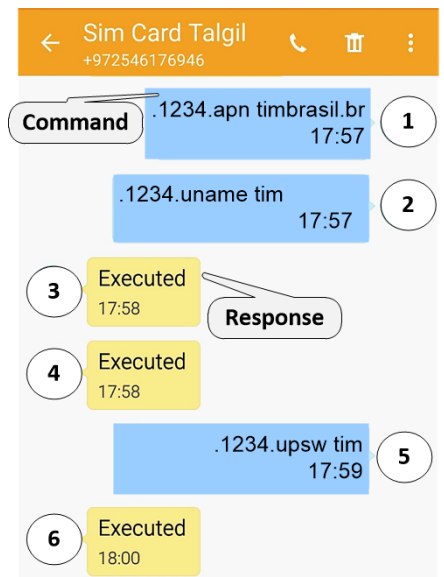 Sim Card Talgil
+972546176946
.1234.apn timbrasil.br
17:57
Command
1
.1234.uname tim
17:57
2
3
Executed
17:58
Response
4
Executed
17:58
.1234.upsw tim
17:59
5
6
Executed
18:00